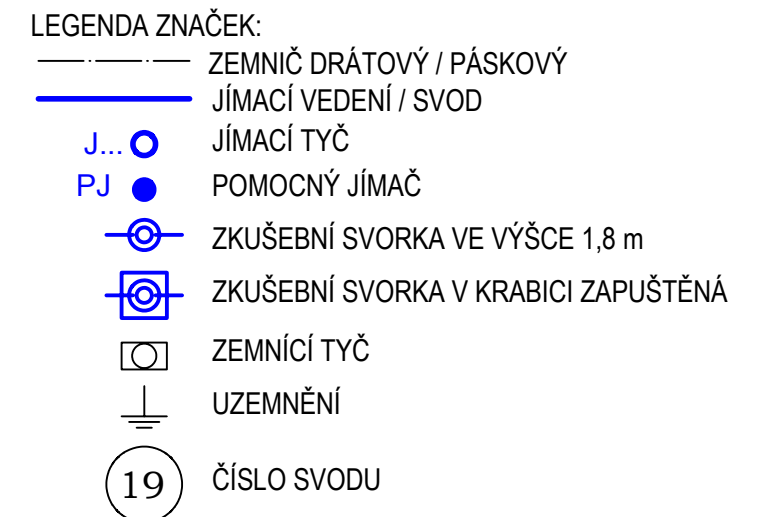 LEGENDA ZNAČEK:
ZEMNIČ DRÁTOVÝ / PÁSKOVÝ
JÍMACÍ VEDENÍ / SVOD
J... JÍMACÍ TYČ
PJ POMOCNÝ JÍMAČ
ZKUŠEBNÍ SVORKA VE VÝŠCE 1,8 m
ZKUŠEBNÍ SVORKA V KRABICI ZAPUŠTĚNÁ
ZEMNÍCÍ TYČ
UZEMNĚNÍ
19 ČÍSLO SVODU